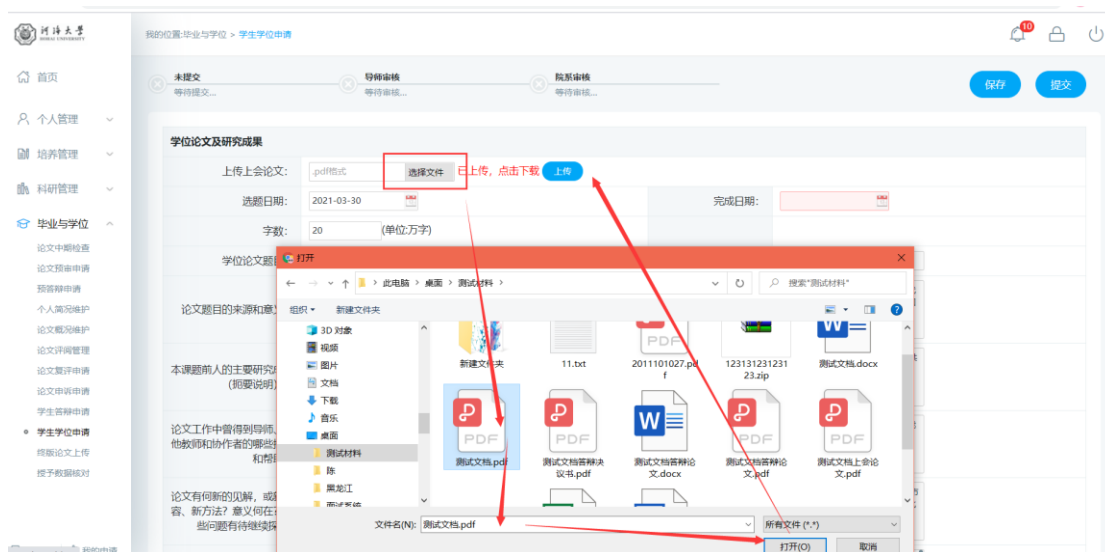 河海大学
HOHAI UNIVERSITY
我的位置:毕业与学位 > 学生学位申请
10
首页
个人管理
培养管理
科研管理
毕业与学位
论文中期检查
论文预审申请
预答辩申请
个人简况维护
论文概况维护
论文评阅管理
论文复评申请
论文申诉申请
学生答辩申请
学生学位申请
终版论文上传
授予数据核对
我的申请
未提交
等待提交...
导师审核
等待审核...
院系审核
等待审核...
保存
提交
学位论文及研究成果
上传上会论文:
.pdf格式
选择文件
已上传，点击下载
上传
选题日期:
2021-03-30
完成日期:
字数:
20
(单位:万字)
学位论文题
论文题目的来源和意
本课题前人的主要研究
(扼要说明)
论文工作中曾得到导师、
他教师和协作者的哪些
和帮
论文有何新的见解，或
容、新方法？意义何在
些问题有待继续探
打开
此电脑 > 桌面 > 测试材料 >
搜索"测试材料"
组织
新建文件夹
3D 对象
视频
图片
文档
下载
音乐
桌面
测试材料
陈
黑龙江
面试系统
PDF
W
新建文件夹
11.txt
2011101027.pd
f
123131231231
23.zip
测试文档.docx
PDF
PDF
W
PDF
PDF
测试文档.pdf
测试文档答辩决
议书.pdf
测试文档答辩论
文.docx
测试文档答辩论
文.pdf
测试文档上会论
文.pdf
文件名(N):
测试文档.pdf
所有文件 (*.*)
打开(O)
取消